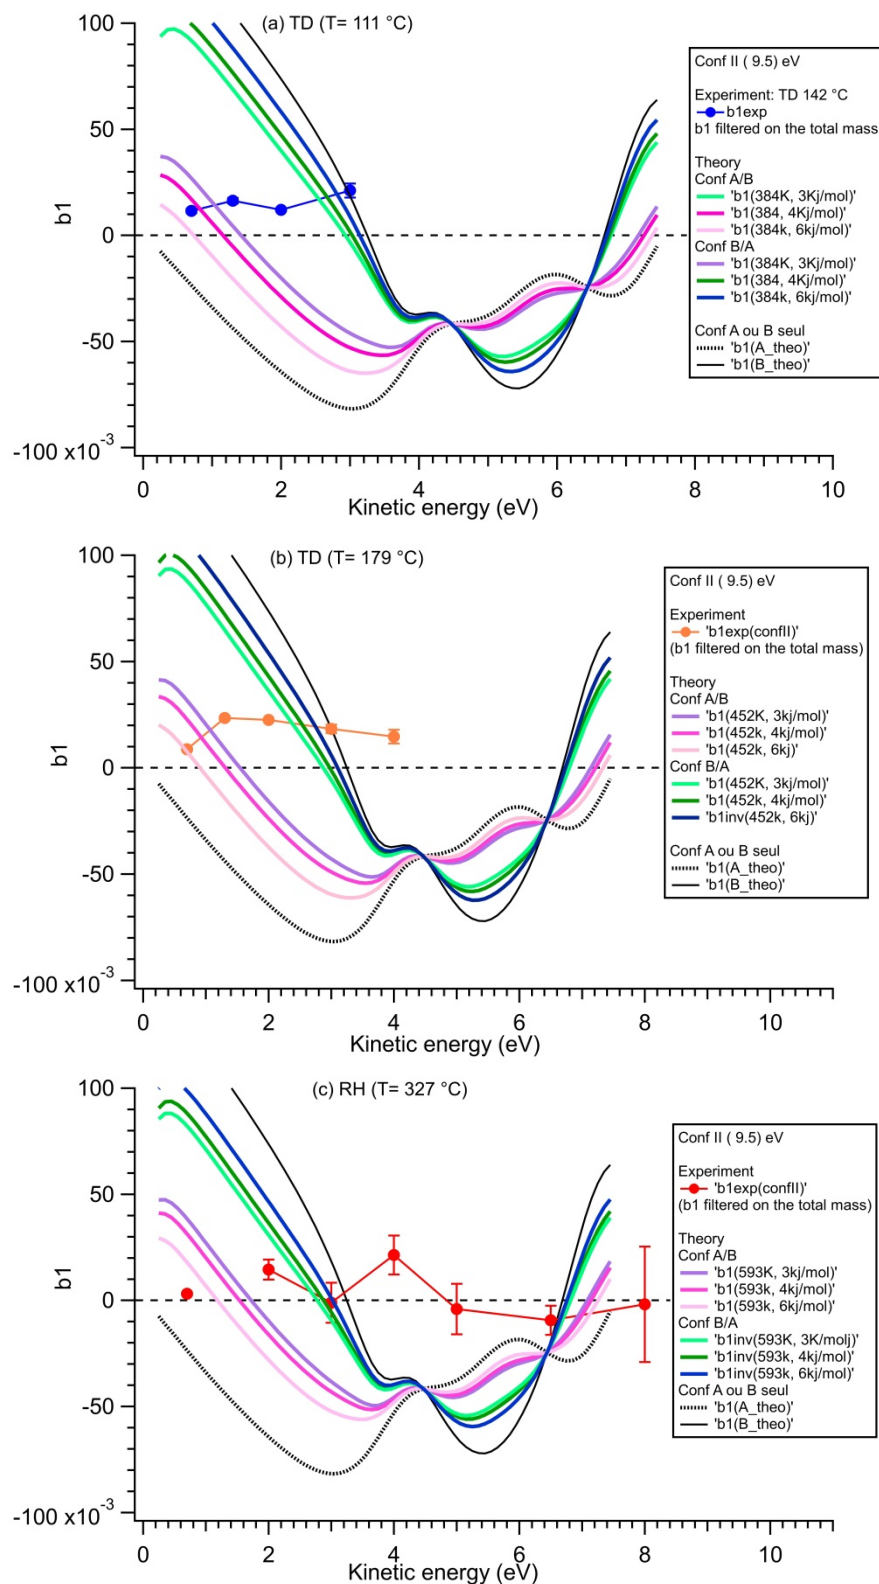 (a) TD (T= 111 °C)
100
50
0
-50
-100 x10-3
b1
0 2 4 6 8 10
Kinetic energy (eV)
Conf II ( 9.5) eV
Experiment: TD 142 °C
b1exp
b1 filtered on the total mass
Theory
Conf A/B
'b1(384K, 3Kj/mol)'
'b1(384, 4Kj/mol)'
'b1(384k, 6kj/mol)'
Conf B/A
'b1(384K, 3Kj/mol)'
'b1(384, 4Kj/mol)'
'b1(384k, 6kj/mol)'
Conf A ou B seul
'b1(A_theo)'
'b1(B_theo)'
(b) TD (T= 179 °C)
100
50
0
-50
-100 x10-3
b1
0 2 4 6 8 10
Kinetic energy (eV)
Conf II ( 9.5) eV
Experiment
'b1exp(confII)'
(b1 filtered on the total mass)
Theory
Conf A/B
'b1(452K, 3kj/mol)'
'b1(452k, 4kj/mol)'
'b1(452k, 6kj)'
Conf B/A
'b1(452K, 3kj/mol)'
'b1(452k, 4kj/mol)'
'b1inv(452k, 6kj)'
Conf A ou B seul
'b1(A_theo)'
'b1(B_theo)'
(c) RH (T= 327 °C)
100
50
0
-50
-100 x10-3
b1
0 2 4 6 8 10
Kinetic energy (eV)
Conf II ( 9.5) eV
Experiment
'b1exp(confII)'
(b1 filtered on the total mass)
Theory
Conf A/B
'b1(593K, 3kj/mol)'
'b1(593k, 4kj/mol)'
'b1(593k, 6kj/mol)'
Conf B/A
'b1inv(593K, 3K/molj)'
'b1inv(593k, 4kj/mol)'
'b1inv(593k, 6kj/mol)'
Conf A ou B seul
'b1(A_theo)'
'b1(B_theo)'